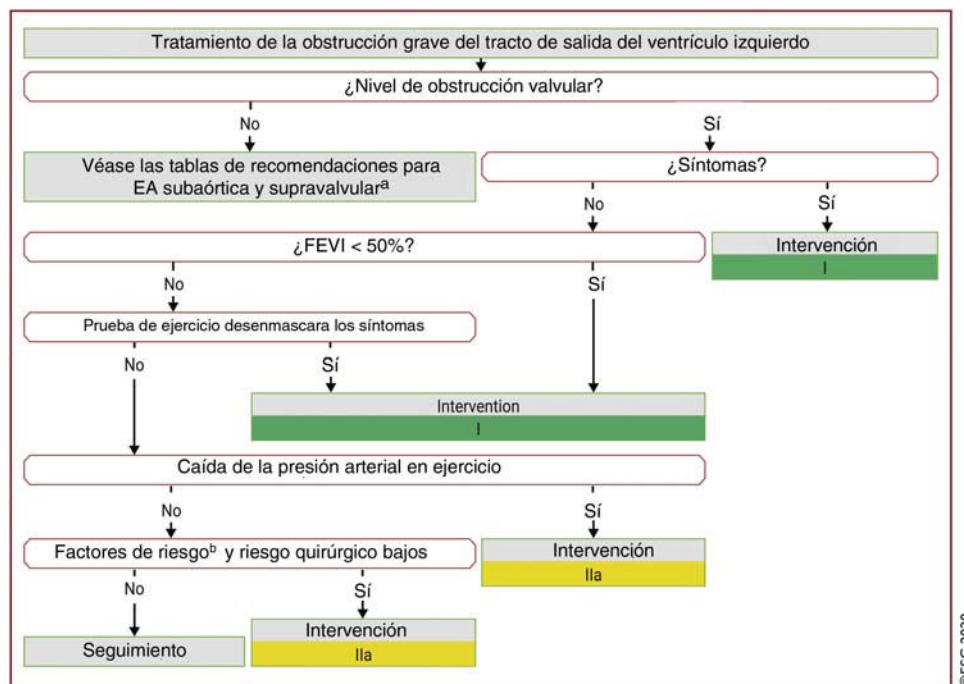 Tratamiento de la obstrucción grave del tracto de salida del ventrículo izquierdo
¿Nivel de obstrucción valvular?
No
Sí
Véase las tablas de recomendaciones para
EA subaórtica y supravalvularᵃ
¿Síntomas?
No
Sí
¿FEVI < 50%?
Intervención
I
No
Sí
Prueba de ejercicio desenmascara los síntomas
No
Sí
Intervention
I
Caída de la presión arterial en ejercicio
No
Sí
Factores de riesgoᵇ y riesgo quirúrgico bajos
Intervención
IIa
No
Sí
Seguimiento
Intervención
IIa
©ESC 2020